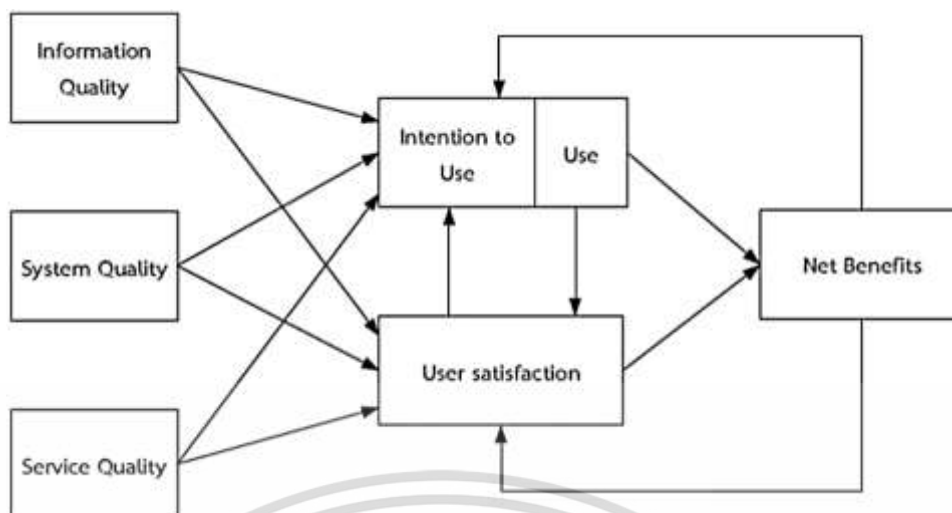 Information
Quality
Intention to
Use
Use
System Quality
Net Benefits
User satisfaction
Service Quality